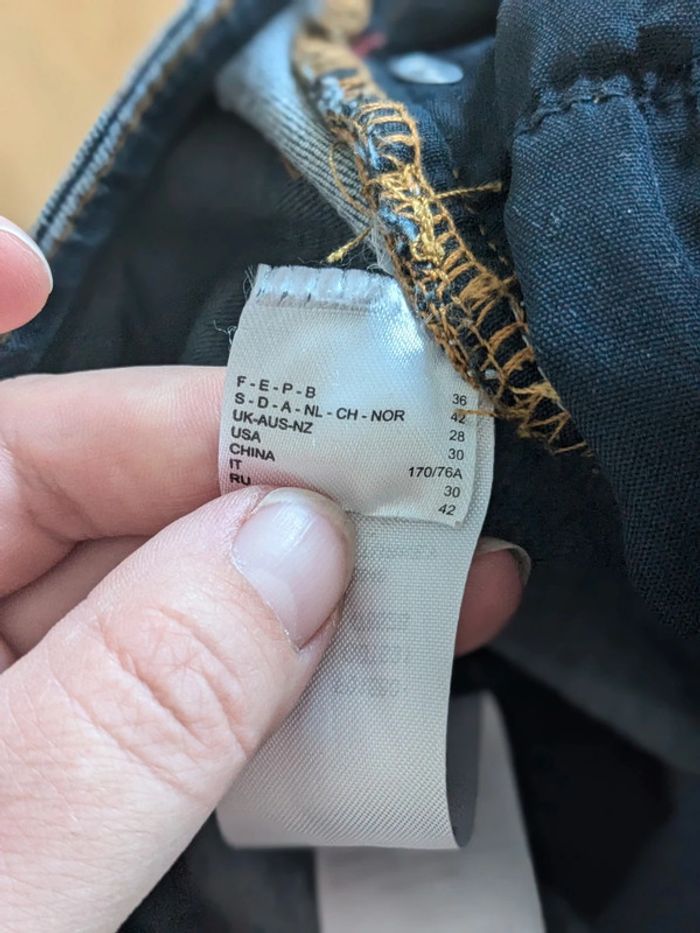 F - E - P - B 36
S - D - A - NL - CH - NOR 42
UK-AUS-NZ 28
USA 30
CHINA 170/76A
IT 30
RU 42